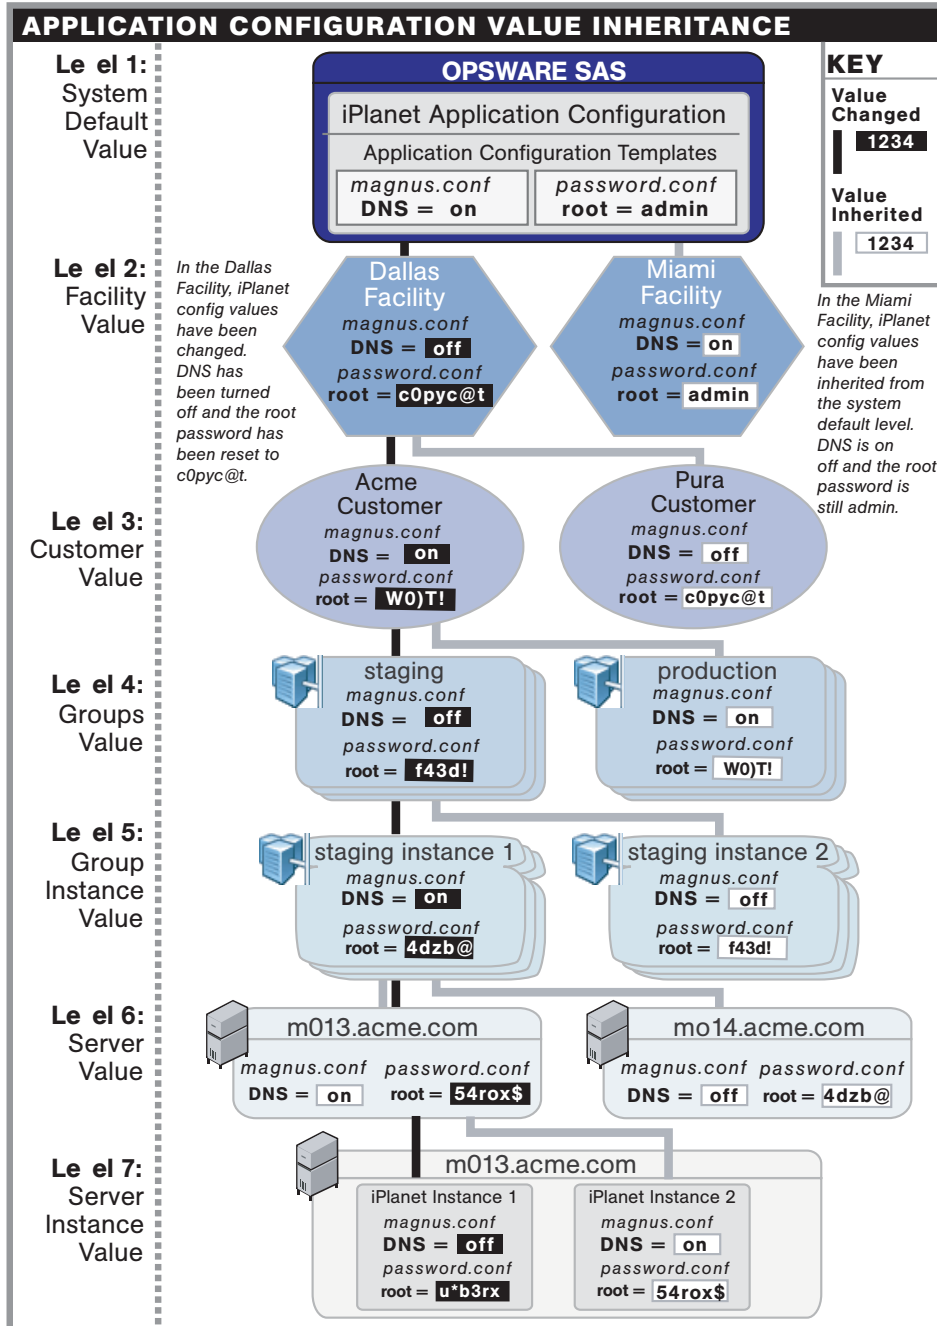 APPLICATION CONFIGURATION VALUE INHERITANCE
Le el 1:
System
Default
Value
OPSWARE SAS
iPlanet Application Configuration
Application Configuration Templates
magnus.conf
DNS = on
password.conf
root = admin
KEY
Value
Changed
1234
Value
Inherited
1234
Le el 2:
Facility
Value
In the Dallas
Facility, iPlanet
config values
have been
changed.
DNS has
been turned
off and the root
password has
been reset to
c0pyc@t.
Dallas
Facility
magnus.conf
DNS = off
password.conf
root = c0pyc@t
Miami
Facility
magnus.conf
DNS = on
password.conf
root = admin
In the Miami
Facility, iPlanet
config values
have been
inherited from
the system
default level.
DNS is on
off and the root
password is
still admin.
Le el 3:
Customer
Value
Acme
Customer
magnus.conf
DNS = on
password.conf
root = W0)T!
Pura
Customer
magnus.conf
DNS = off
password.conf
root = c0pyc@t
Le el 4:
Groups
Value
staging
magnus.conf
DNS = off
password.conf
root = f43d!
production
magnus.conf
DNS = on
password.conf
root = W0)T!
Le el 5:
Group
Instance
Value
staging instance 1
magnus.conf
DNS = on
password.conf
root = 4dzb@
staging instance 2
magnus.conf
DNS = off
password.conf
root = f43d!
Le el 6:
Server
Value
m013.acme.com
magnus.conf
DNS = on
password.conf
root = 54rox$
mo14.acme.com
magnus.conf
DNS = off
password.conf
root = 4dzb@
Le el 7:
Server
Instance
Value
m013.acme.com
iPlanet Instance 1
magnus.conf
DNS = off
password.conf
root = u*b3rx
iPlanet Instance 2
magnus.conf
DNS = on
password.conf
root = 54rox$